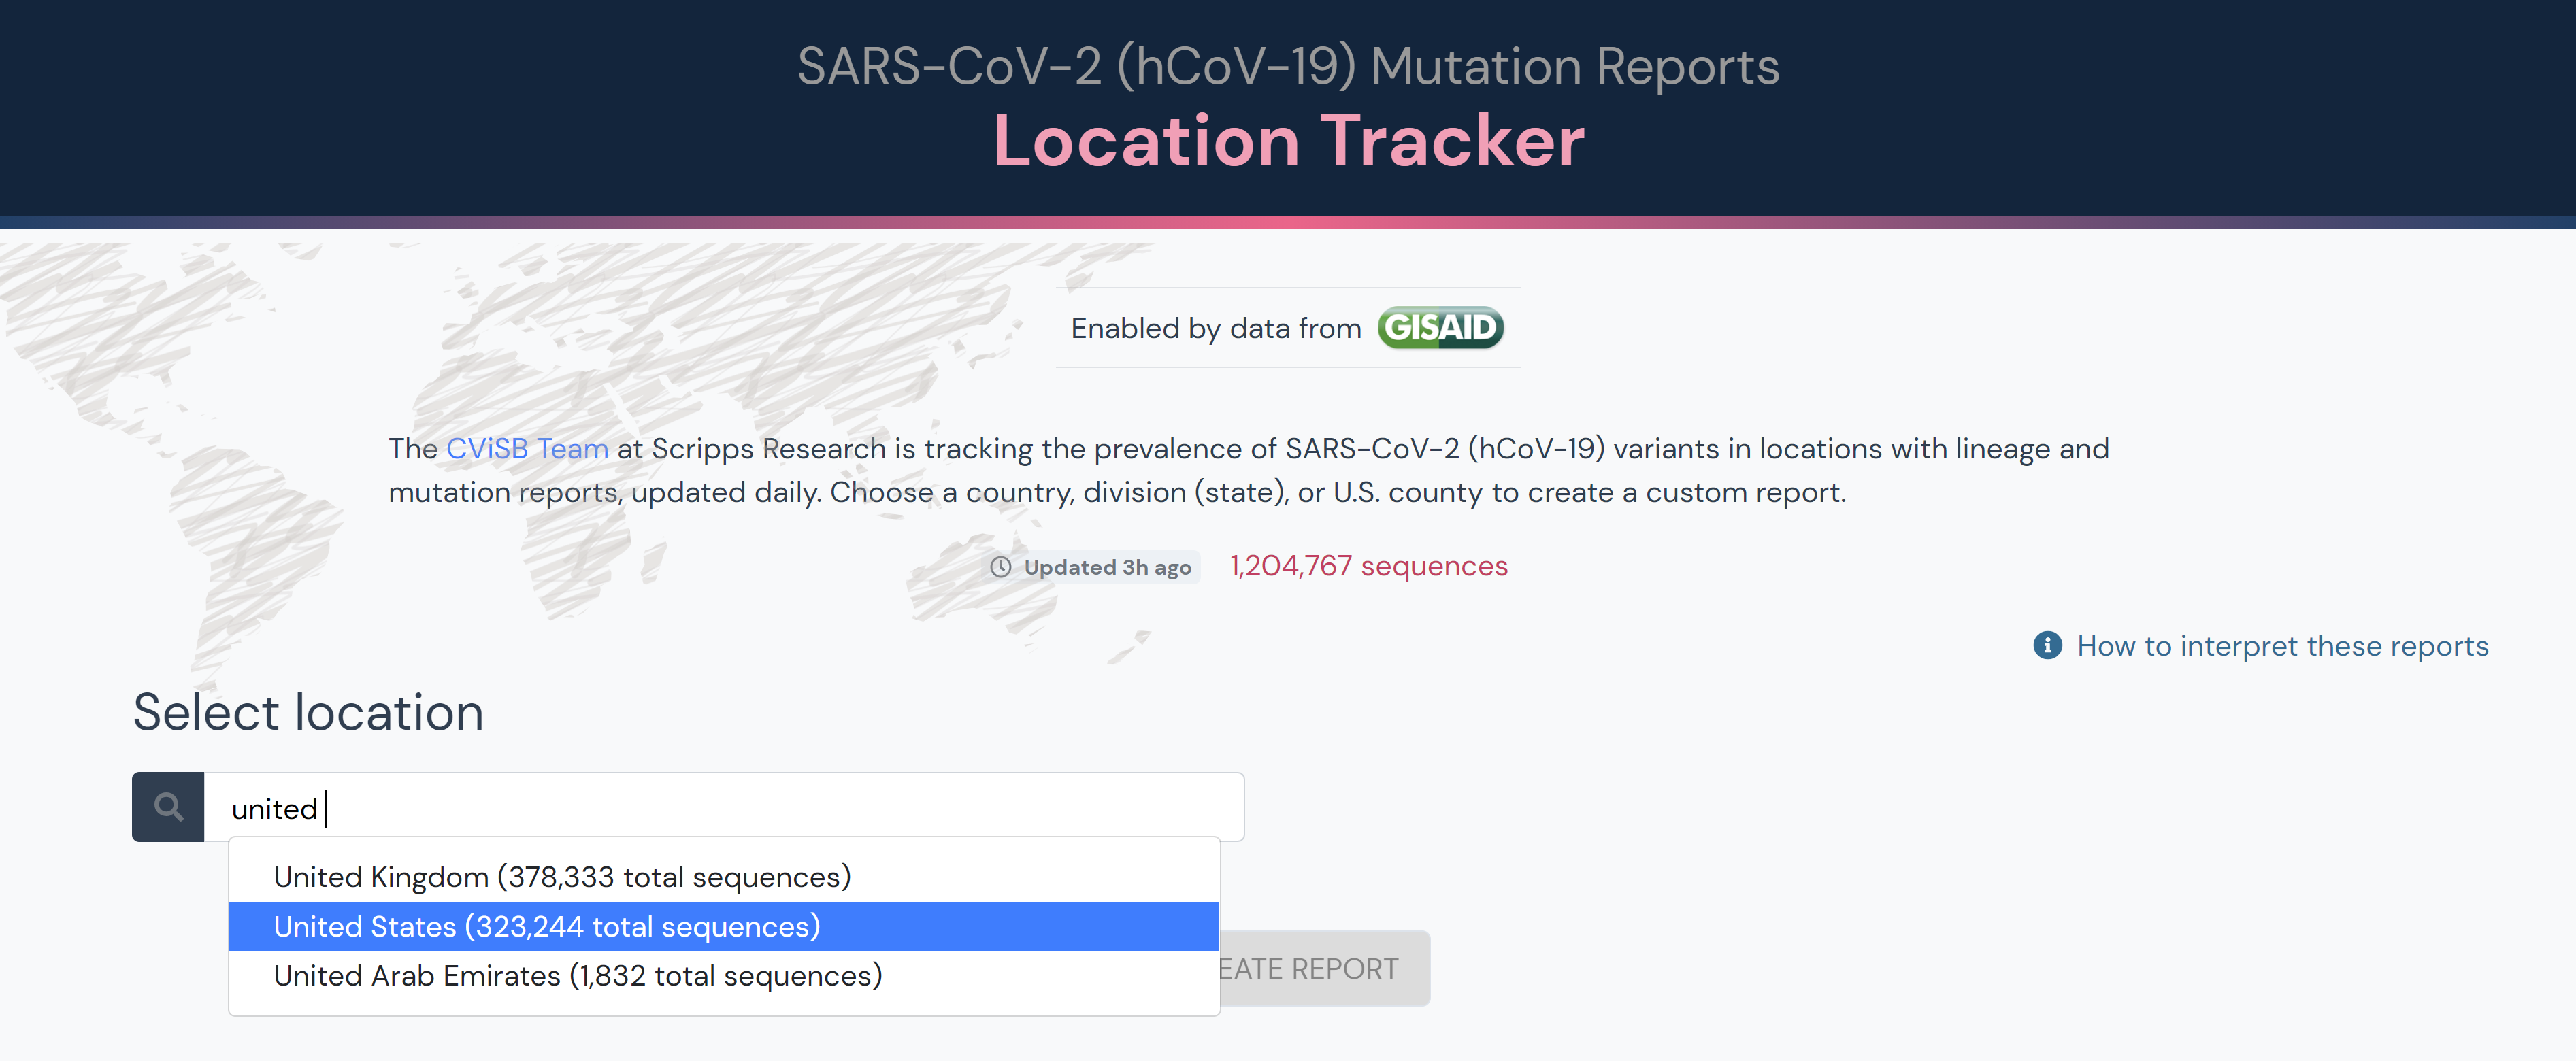 SARS-CoV-2 (hCoV-19) Mutation Reports
Location Tracker
Enabled by data from GISAID
The CViSB Team at Scripps Research is tracking the prevalence of SARS-CoV-2 (hCoV-19) variants in locations with lineage and
mutation reports, updated daily. Choose a country, division (state), or U.S. county to create a custom report.
Updated 3h ago 1,204,767 sequences
How to interpret these reports
Select location
united
United Kingdom (378,333 total sequences)
United States (323,244 total sequences)
EATE REPORT
United Arab Emirates (1,832 total sequences)